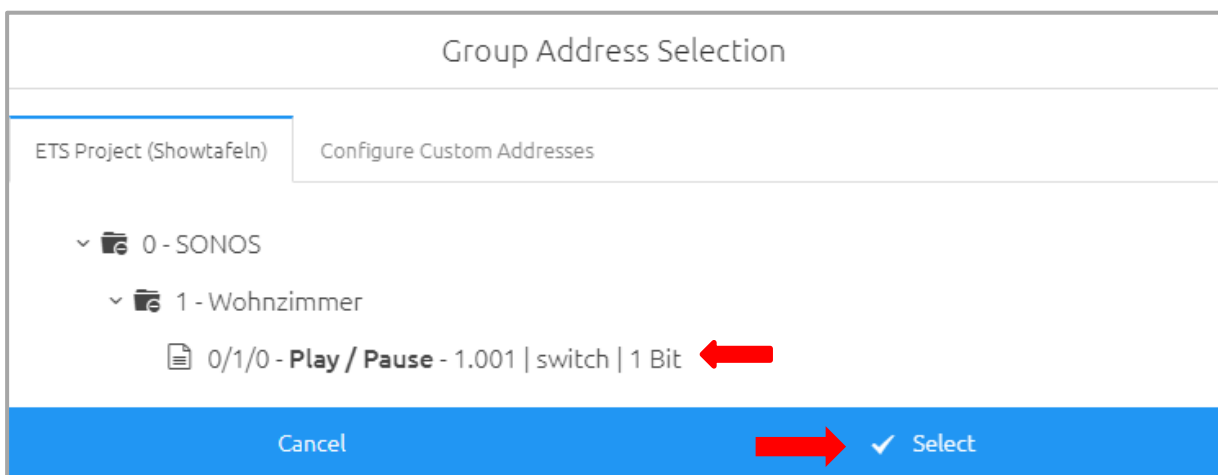 Group Address Selection
ETS Project (Showtafeln) Configure Custom Addresses
0 - SONOS
1 - Wohnzimmer
0/1/0 - Play / Pause - 1.001 | switch | 1 Bit
Cancel Select